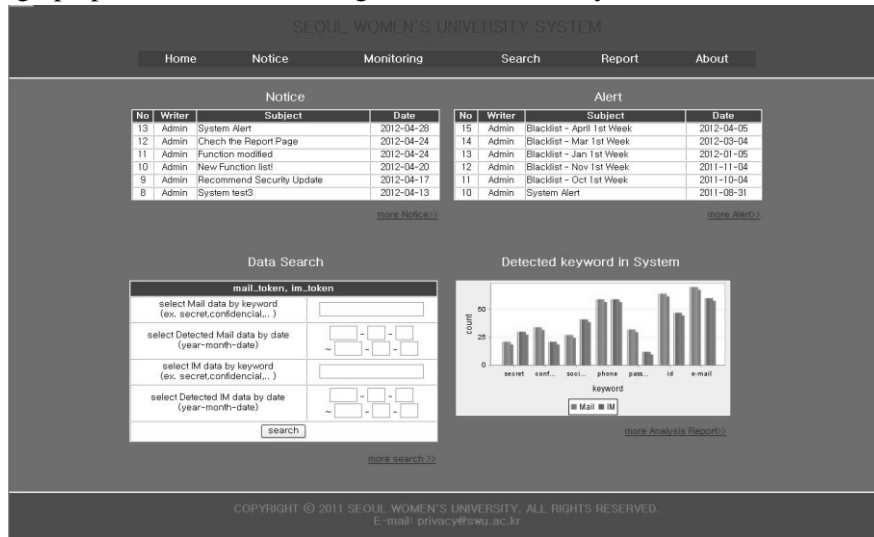 SEOUL WOMEN'S UNIVERSITY SYSTEM
Home Notice Monitoring Search Report About
Notice
No Writer Subject Date
13 Admin System Alert 2012-04-28
12 Admin Chech the Report Page 2012-04-24
11 Admin Function modified 2012-04-24
10 Admin New Function list! 2012-04-20
9 Admin Recommend Security Update 2012-04-17
8 Admin System test3 2012-04-13
more Notice>>
Alert
No Writer Subject Date
15 Admin Blacklist - April 1st Week 2012-04-05
14 Admin Blacklist - Mar 1st Week 2012-03-04
13 Admin Blacklist - Jan 1st Week 2012-01-05
12 Admin Blacklist - Nov 1st Week 2011-11-04
11 Admin Blacklist - Oct 1st Week 2011-10-04
10 Admin System Alert 2011-08-31
more Alert>>
Data Search
mail_token, im_token
select Mail data by keyword
(ex. secret,confidencial,.. )
select Detected Mail data by date
(year-month-date)
- -
~ - -
select IM data by keyword
(ex. secret,confidencial,.. )
select Detected IM data by date
(year-month-date)
- -
~ - -
search
more search >>
Detected keyword in System
count
50
25
0
secret conf... soci... phone pass... id e-mail
keyword
Mail IM
more Analysis Report>>
COPYRIGHT © 2011 SEOUL WOMEN'S UNIVERSITY. ALL RIGHTS RESERVED.
E-mail: privacy@swu.ac.kr